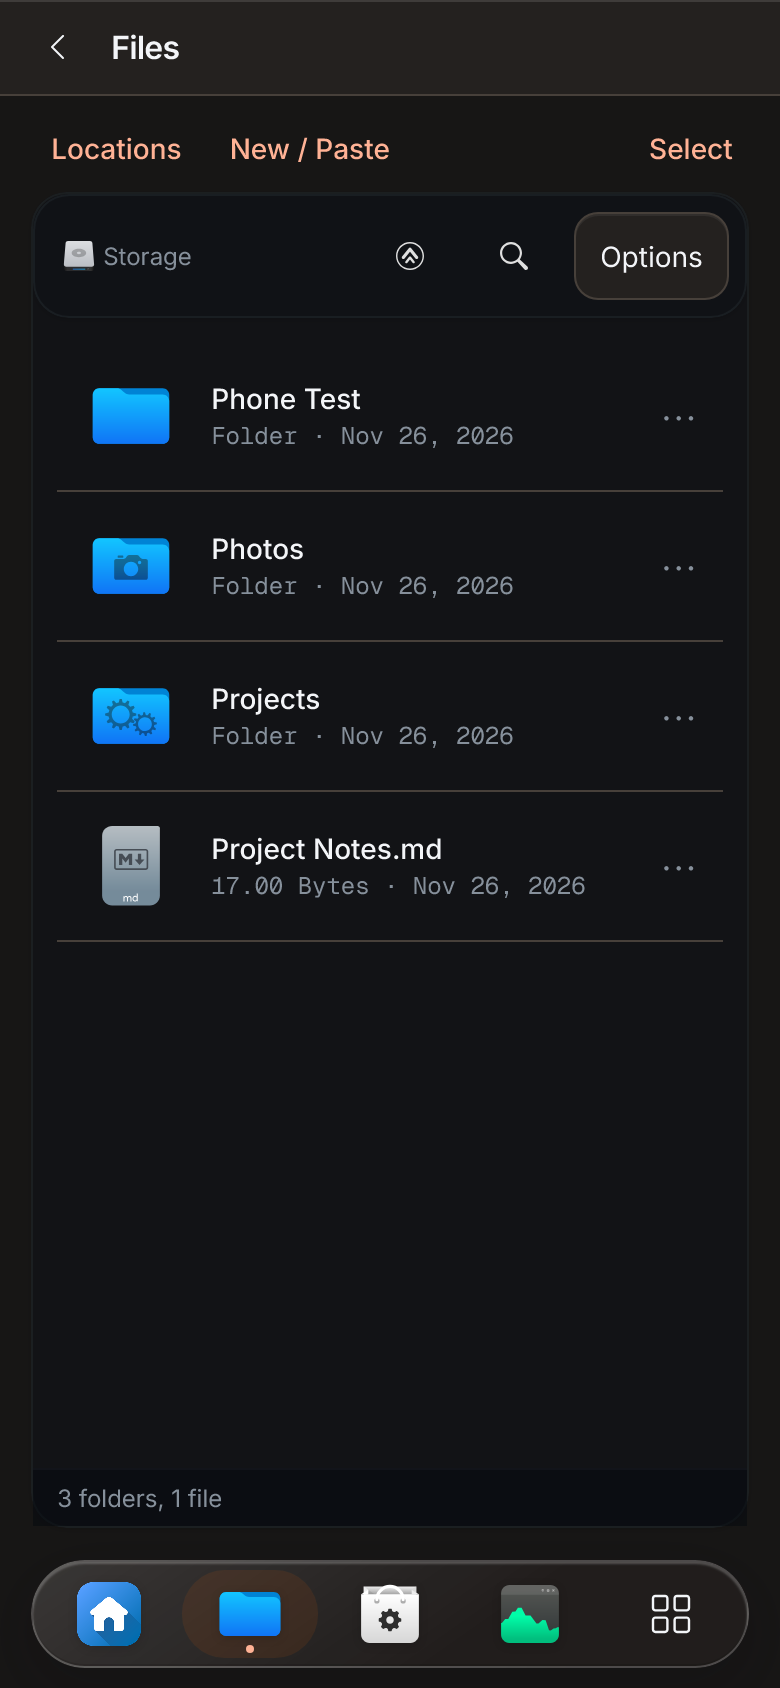 Files
Locations New / Paste Select
Storage Options
Phone Test
Folder · Nov 26, 2026
Photos
Folder · Nov 26, 2026
Projects
Folder · Nov 26, 2026
M
md
Project Notes.md
17.00 Bytes · Nov 26, 2026
3 folders, 1 file